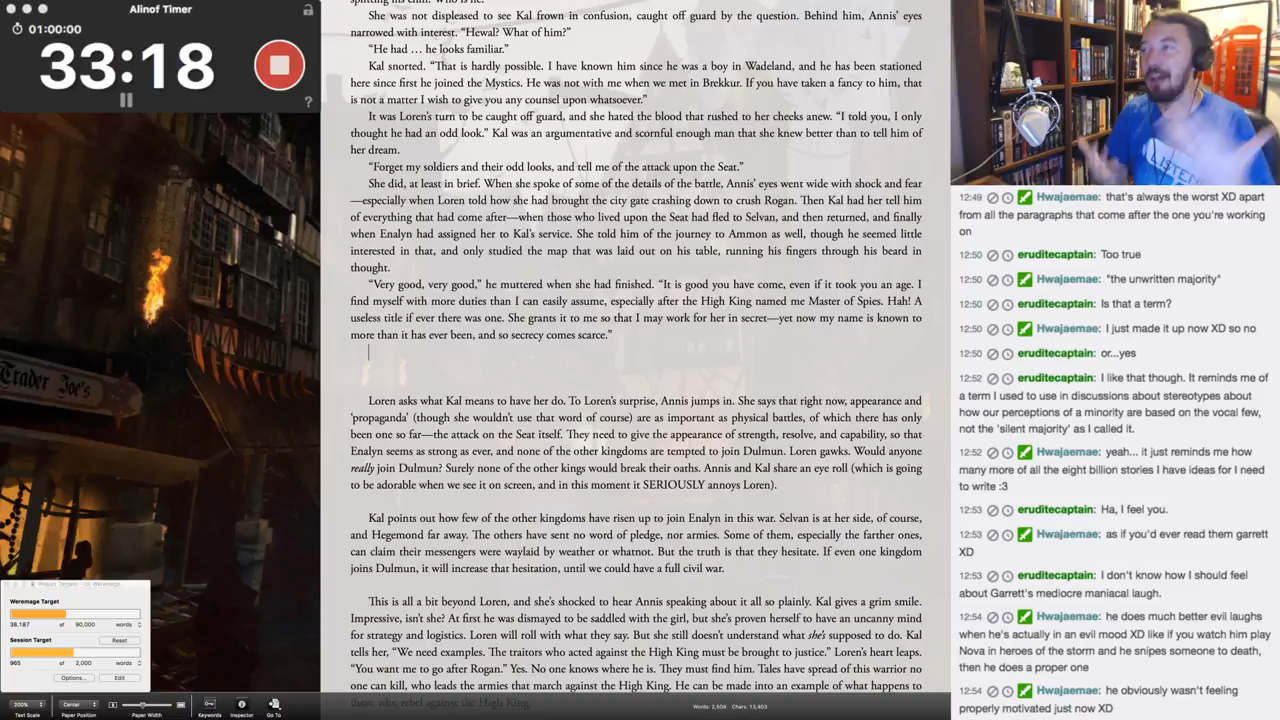 Alinof Timer
01:00:00
33:18
?
She was not displeased to see Kal frown in confusion, caught off guard by the question. Behind him, Annis' eyes
narrowed with interest. “Hewal? What of him?”
“He had … he looks familiar.”
Kal snorted. “That is hardly possible. I have known him since he was a boy in Wadeland, and he has been stationed
here since first he joined the Mystics. He was not with me when we met in Brekkur. If you have taken a fancy to him, that
is not a matter I wish to give you any counsel upon whatsoever.”
It was Loren's turn to be caught off guard, and she hated the blood that rushed to her cheeks anew. “I told you, I only
thought he had an odd look.” Kal was an argumentative and scornful enough man that she knew better than to tell him of
her dream.
“Forget my soldiers and their odd looks, and tell me of the attack upon the Seat.”
She did, at least in brief. When she spoke of some of the details of the battle, Annis' eyes went wide with shock and fear
—especially when Loren told how she had brought the city gate crashing down to crush Rogan. Then Kal had her tell him
of everything that had come after—when those who lived upon the Seat had fled to Selvan, and then returned, and finally
when Enalyn had assigned her to Kal's service. She told him of the journey to Ammon as well, though he seemed little
interested in that, and only studied the map that was laid out on his table, running his fingers through his beard in
thought.
“Very good, very good,” he muttered when she had finished. “It is good you have come, even if it took you an age. I
find myself with more duties than I can easily assume, especially after the High King named me Master of Spies. Hah! A
useless title if ever there was one. She grants it to me so that I may work for her in secret—yet now my name is known to
more than it has ever been, and so secrecy comes scarce.”
Loren asks what Kal means to have her do. To Loren's surprise, Annis jumps in. She says that right now, appearance and
‘propaganda’ (though she wouldn't use that word of course) are as important as physical battles, of which there has only
been one so far—the attack on the Seat itself. They need to give the appearance of strength, resolve, and capability, so that
Enalyn seems as strong as ever, and none of the other kingdoms are tempted to join Dulmun. Loren gawks. Would anyone
really join Dulmun? Surely none of the other kings would break their oaths. Annis and Kal share an eye roll (which is going
to be adorable when we see it on screen, and in this moment it SERIOUSLY annoys Loren).
Kal points out how few of the other kingdoms have risen up to join Enalyn in this war. Selvan is at her side, of course,
and Hegemond far away. The others have sent no word of pledge, nor armies. Some of them, especially the farther ones,
can claim their messengers were waylaid by weather or whatnot. But the truth is that they hesitate. If even one kingdom
joins Dulmun, it will increase that hesitation, until we could have a full civil war.
This is all a bit beyond Loren, and she's shocked to hear Annis speaking about it all so plainly. Kal gives a grim smile.
Impressive, isn't she? At first he was dismayed to be saddled with the girl, but she's proven herself to have an uncanny mind
for strategy and logistics. Loren will roll with what they say. But she still doesn't understand what she's supposed to do. Kal
tells her, “We need examples. The traitors who acted against the High King must be brought to justice.” Loren's heart leaps.
“You want me to go after Rogan.” Yes. No one knows where he is. They must find him. Tales have spread of this warrior no
one can kill, who leads the armies that march against the High King. He can be made into an example of what happens to
those who rebel against the High King.
Words: 2,508 Chars: 13,403
Trader Joe's
Weremage Target
38,187 of 90,000 words
Session Target
Reset
965 of 2,000 words
Options...
Edit
200%
Text Scale
Center
Paper Position
Paper Width
Keywords
Inspector
Go To
12:49 Hwajaemae: that's always the worst XD apart
from all the paragraphs that come after the one you're working
on
12:50 eruditecaptain: Too true
12:50 Hwajaemae: "the unwritten majority"
12:50 eruditecaptain: Is that a term?
12:50 Hwajaemae: I just made it up now XD so no
12:50 eruditecaptain: or...yes
12:52 eruditecaptain: I like that though. It reminds me of
a term I used to use in discussions about stereotypes about
how our perceptions of a minority are based on the vocal few,
not the 'silent majority' as I called it.
12:52 Hwajaemae: yeah... it just reminds me how
many more of all the eight billion stories I have ideas for I need
to write :3
12:53 eruditecaptain: Ha, I feel you.
12:53 Hwajaemae: as if you'd ever read them garrett
XD
12:53 eruditecaptain: I don't know how I should feel
about Garrett's mediocre maniacal laugh.
12:54 Hwajaemae: he does much better evil laughs
when he's actually in an evil mood XD like if you watch him play
Nova in heroes of the storm and he snipes someone to death,
then he does a proper one
12:54 Hwajaemae: he obviously wasn't feeling
properly motivated just now XD